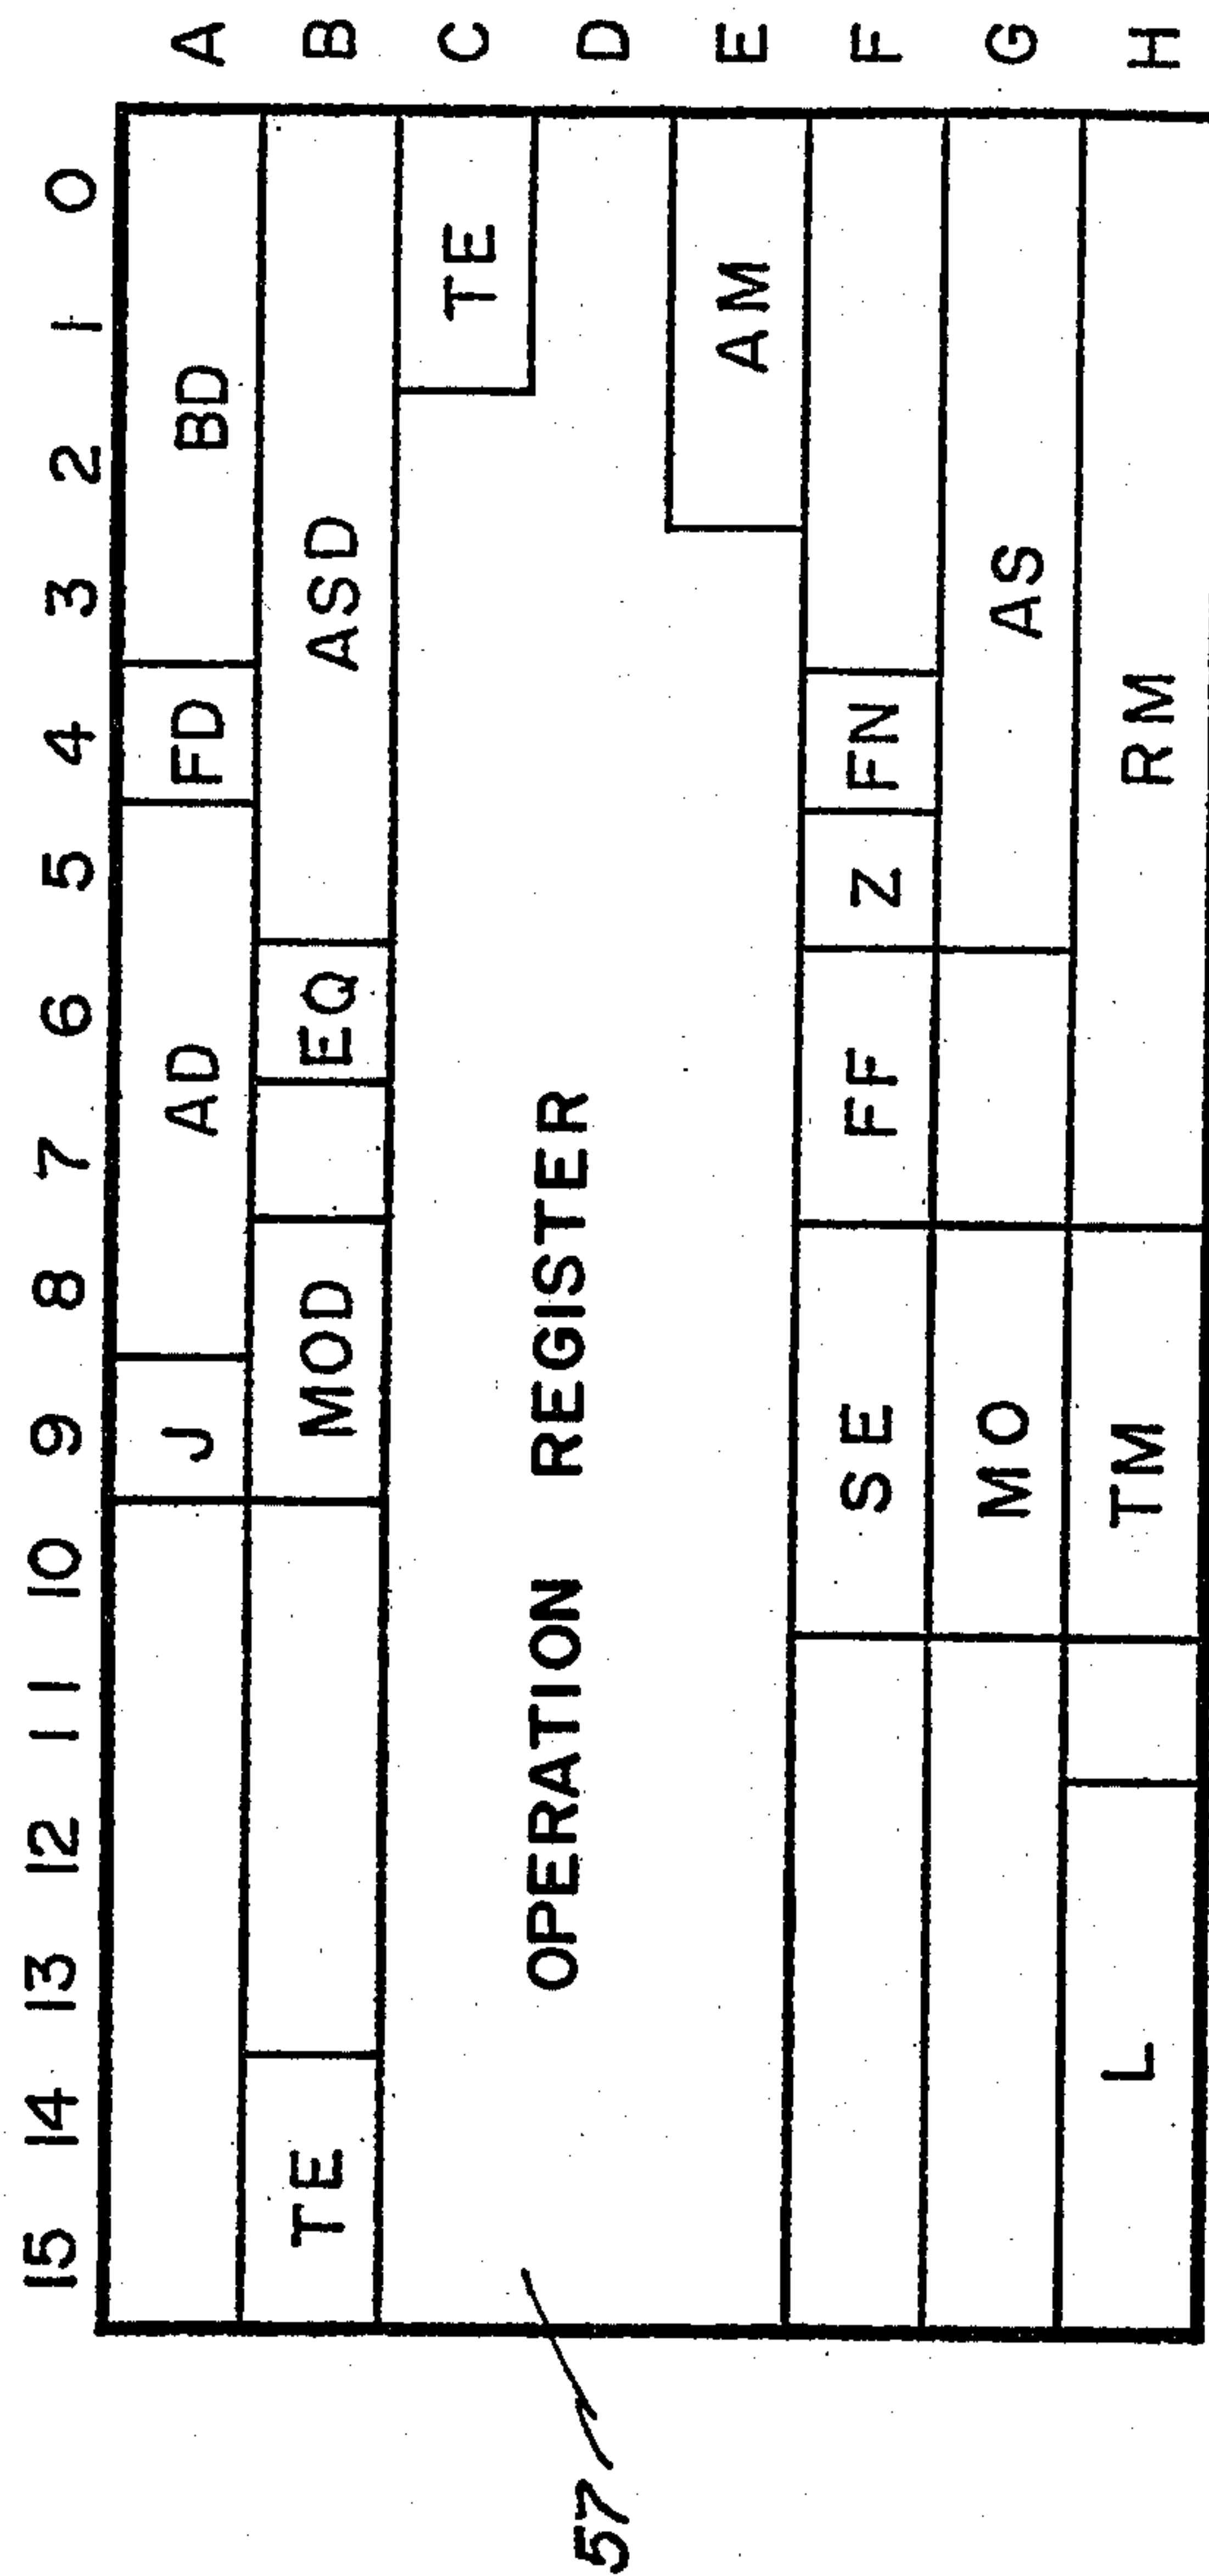 15 14 13 12 11 10 9 8 7 6 5 4 3 2 1 0
J AD FD BD A
TE MOD EQ ASD B
TE C
OPERATION REGISTER D
AM E
SE FF Z FN F
MO AS G
L TM RM H
57